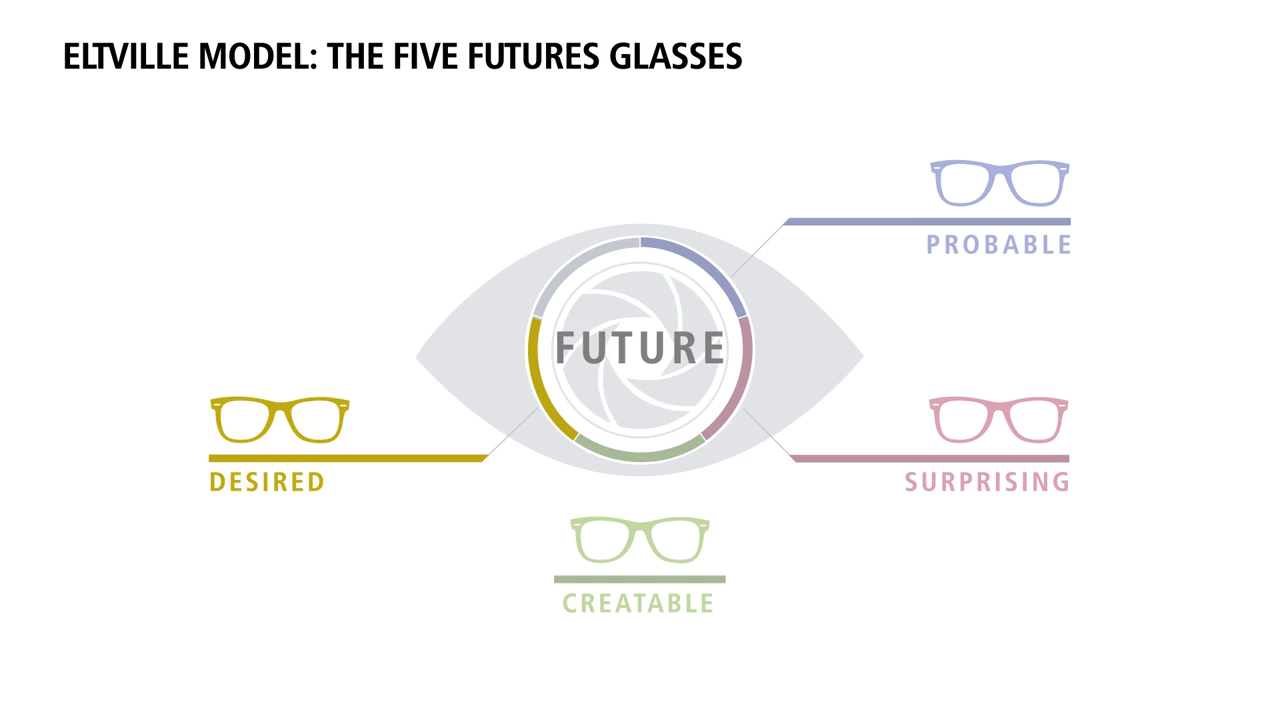 ELTVILLE MODEL: THE FIVE FUTURES GLASSES
PROBABLE
FUTURE
DESIRED
SURPRISING
CREATABLE